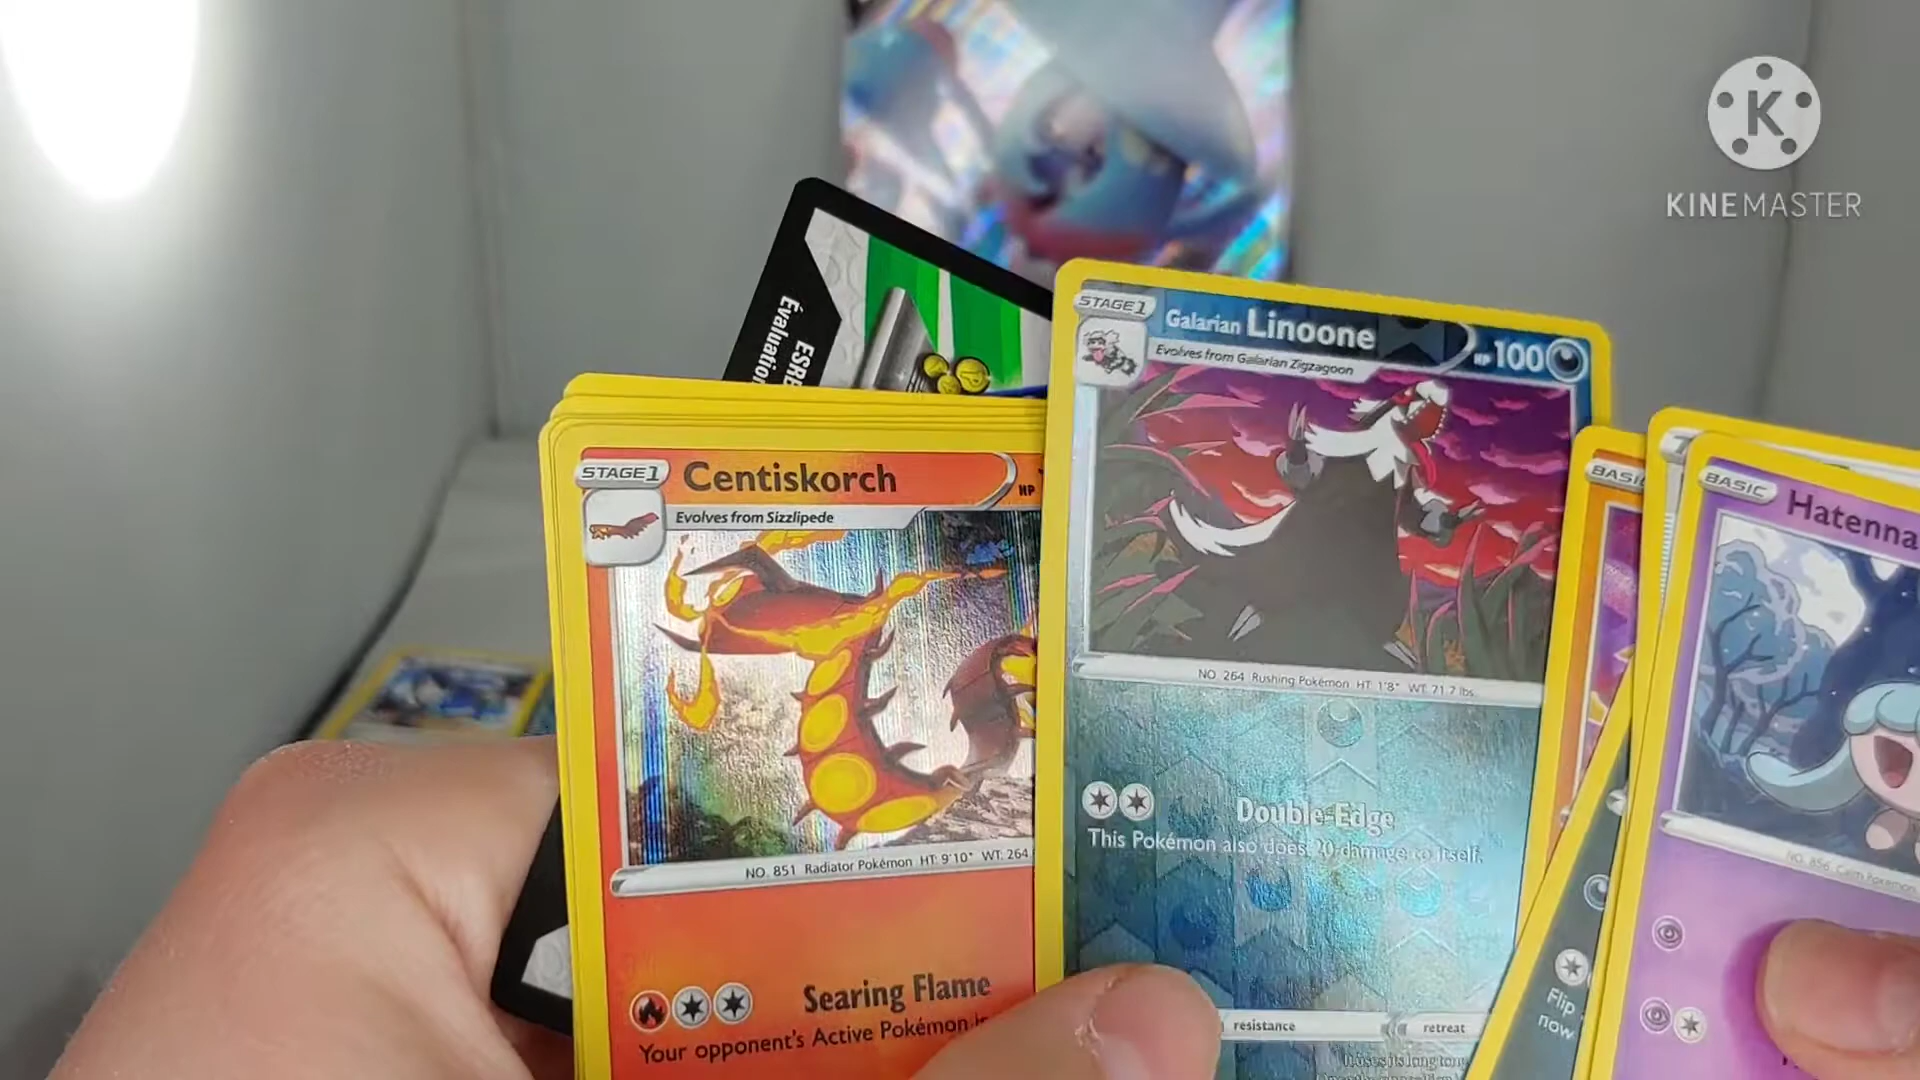 KINEMASTER
ESRB
Évaluation
STAGE 1
Galarian Linoone
HP 100
Evolves from Galarian Zigzagoon
NO. 264 Rushing Pokémon HT: 1'8" WT: 71.7 lbs.
Double-Edge
This Pokémon also does 20 damage to itself.
resistance
retreat
STAGE 1
Centiskorch
HP
Evolves from Sizzlipede
NO. 851 Radiator Pokémon HT: 9'10" WT: 264
Searing Flame
Your opponent's Active Pokémon is
BASIC
Flip
now
BASIC
Hatenna
NO. 856 Calm Pokémon